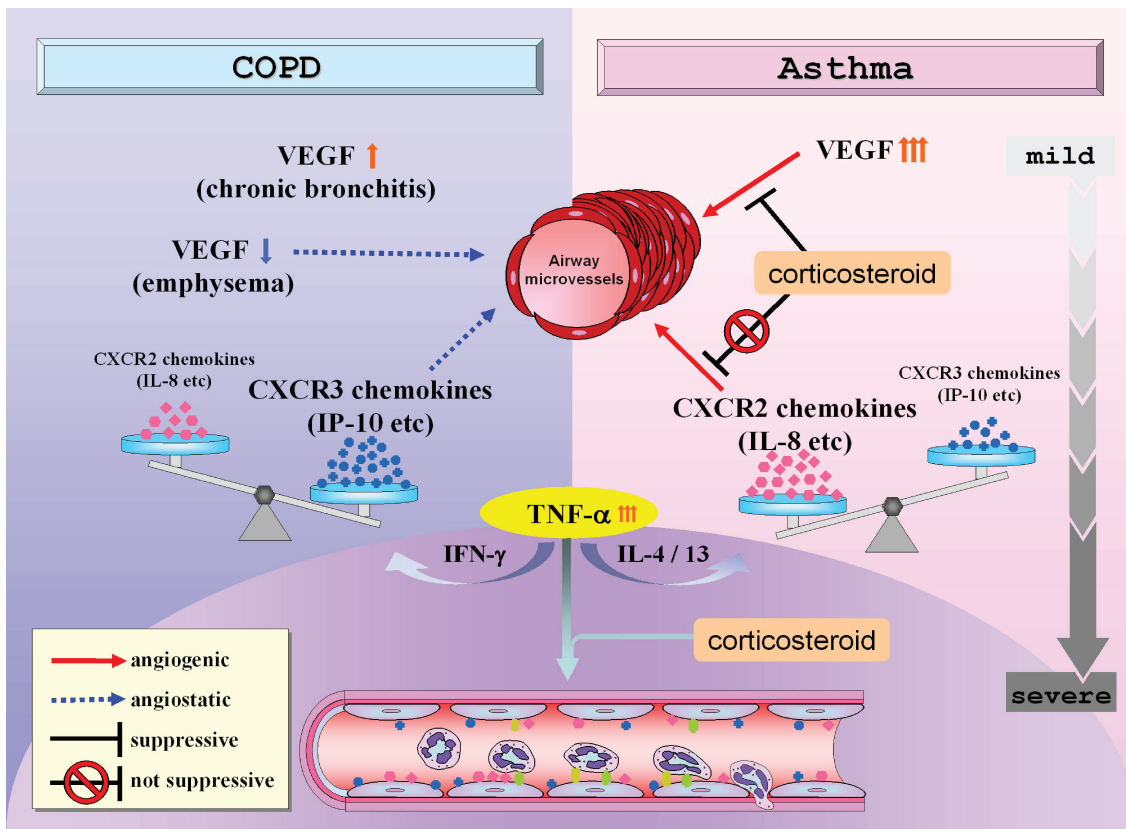 COPD
Asthma
VEGF
(chronic bronchitis)
VEGF
(emphysema)
VEGF
mild
Airway
microvessels
corticosteroid
CXCR2 chemokines
(IL-8 etc)
CXCR3 chemokines
(IP-10 etc)
CXCR2 chemokines
(IL-8 etc)
CXCR3 chemokines
(IP-10 etc)
TNF-α
IFN-γ
IL-4 / 13
corticosteroid
severe
angiogenic
angiostatic
suppressive
not suppressive